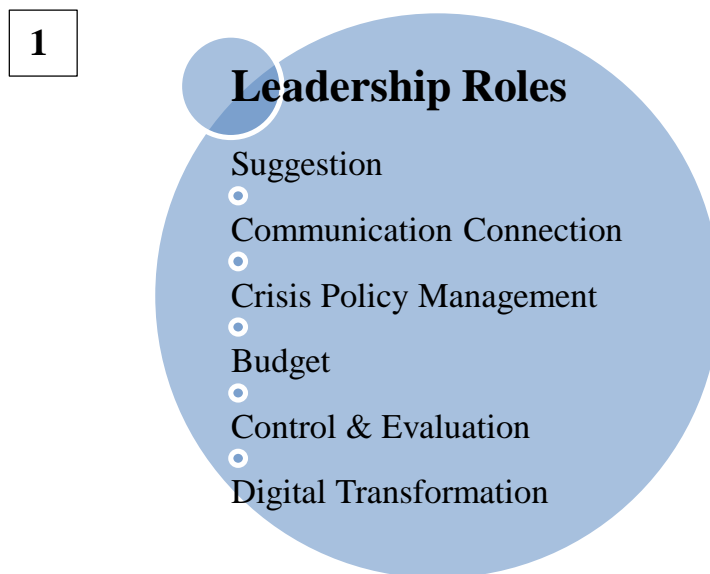 1
Leadership Roles
Suggestion
Communication Connection
Crisis Policy Management
Budget
Control & Evaluation
Digital Transformation